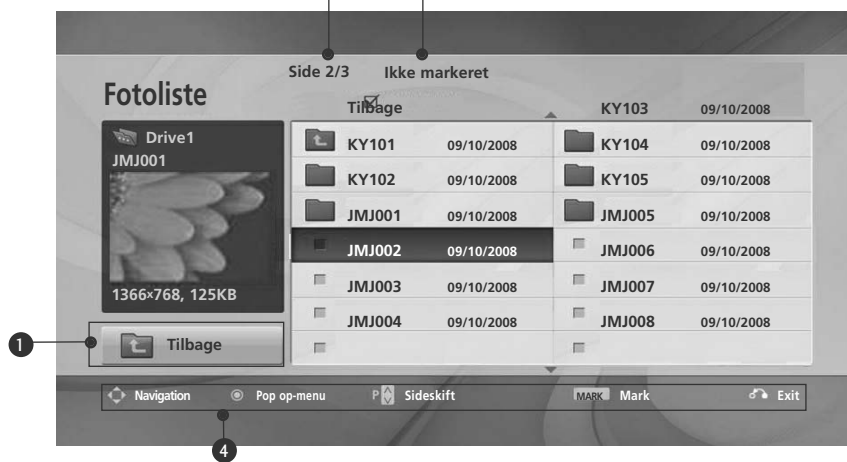 Side 2/3 Ikke markeret
Fotoliste
Tilbage KY103 09/10/2008
Drive1
JMJ001
KY101 09/10/2008 KY104 09/10/2008
KY102 09/10/2008 KY105 09/10/2008
JMJ001 09/10/2008 JMJ005 09/10/2008
JMJ002 09/10/2008 JMJ006 09/10/2008
JMJ003 09/10/2008 JMJ007 09/10/2008
1366×768, 125KB
JMJ004 09/10/2008 JMJ008 09/10/2008
1
Tilbage
Navigation Pop op-menu P Sideskift MARK Mark Exit
4